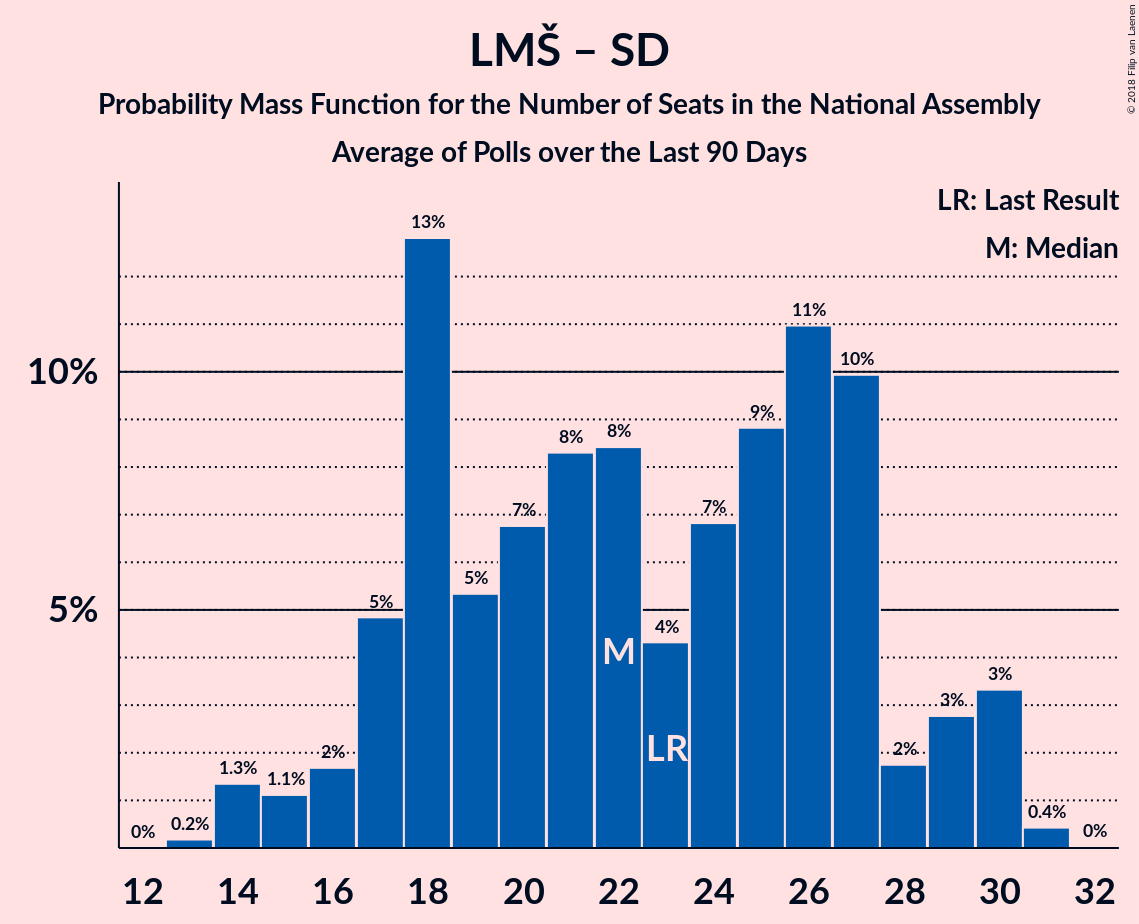 LMŠ – SD
Probability Mass Function for the Number of Seats in the National Assembly
Average of Polls over the Last 90 Days
© 2018 Filip van Laenen
LR: Last Result
M: Median
10%
5%
0%
0.2%
1.3%
1.1%
2%
5%
13%
5%
7%
8%
8%
4%
7%
9%
11%
10%
2%
3%
3%
0.4%
0%
M
LR
12 14 16 18 20 22 24 26 28 30 32